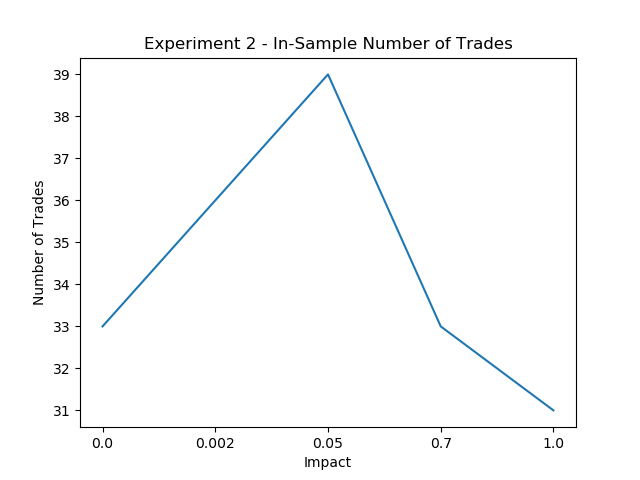 Experiment 2 - In-Sample Number of Trades
39
38
37
36
35
34
33
32
31
Number of Trades
0.0 0.002 0.05 0.7 1.0
Impact